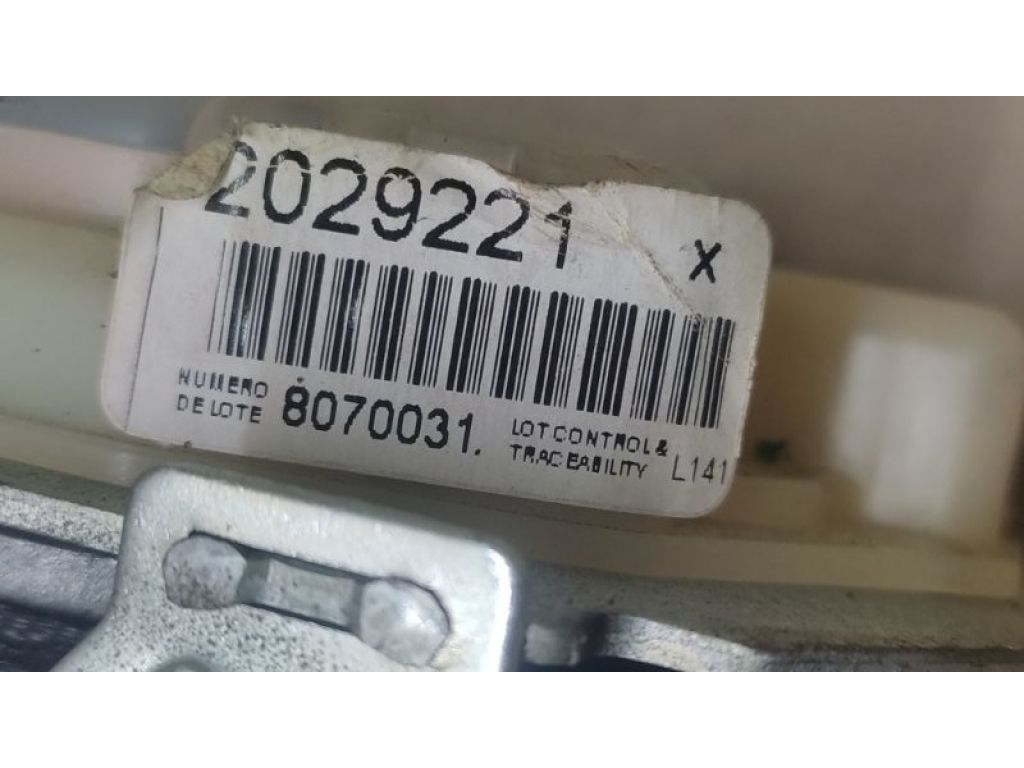 2029221
X
NUMERO
DE LOTE
8070031.
LOT CONTROL &
TRACEABILITY
L141